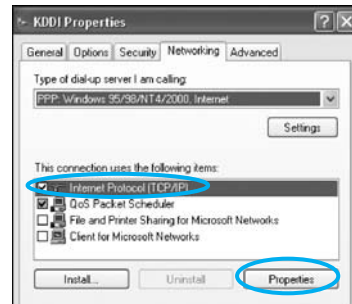 KDDI Properties
General Options Security Networking Advanced
Type of dial-up server I am calling:
PPP: Windows 95/98/NT4/2000, Internet
Settings
This connection uses the following items:
Internet Protocol (TCP/IP)
QoS Packet Scheduler
File and Printer Sharing for Microsoft Networks
Client for Microsoft Networks
Install... Uninstall Properties